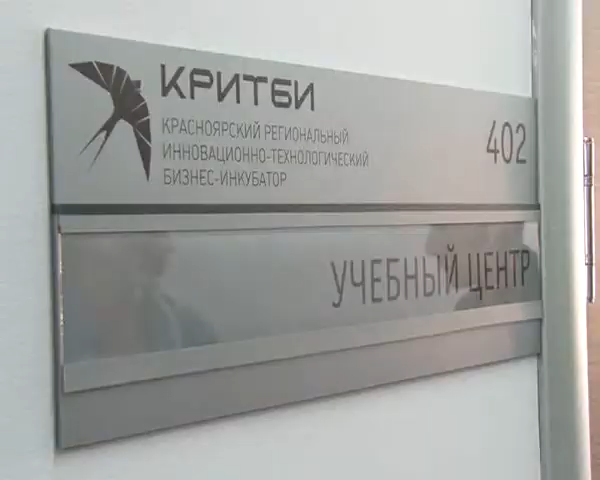 КРИТБИ
КРАСНОЯРСКИЙ РЕГИОНАЛЬНЫЙ
ИННОВАЦИОННО-ТЕХНОЛОГИЧЕСКИЙ
БИЗНЕС-ИНКУБАТОР
402
УЧЕБНЫЙ ЦЕНТР